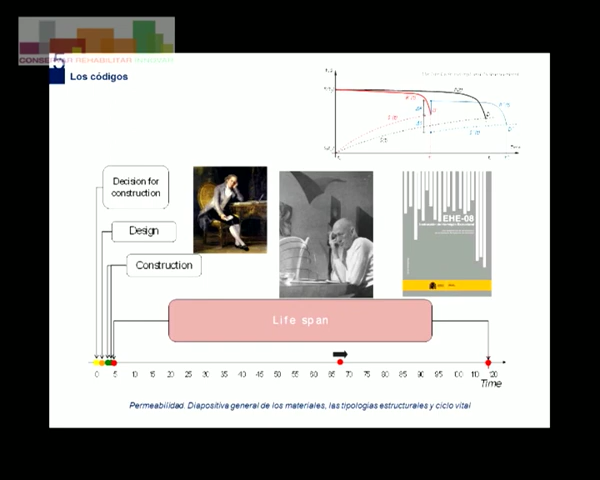 CONSERVAR REHABILITAR INNOVAR
5
Los códigos
Decision for
construction
Design
Construction
EHE-08
Life span
0 5 10 15 20 25 30 35 40 45 50 55 60 65 70 75 80 85 90 95 100 110 120
Time
Permeabilidad. Diapositiva general de los materiales, las tipologías estructurales y ciclo vital